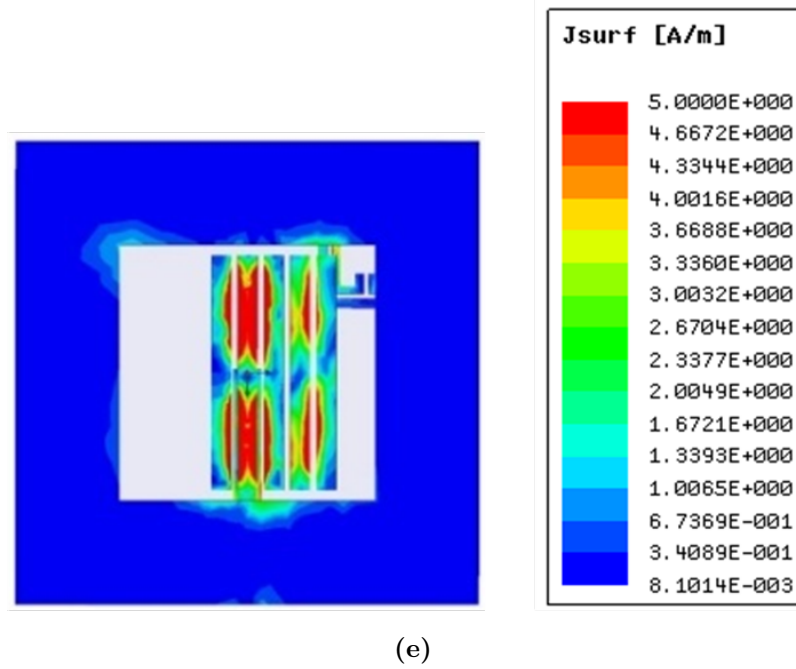 Jsurf [A/m]
5.0000E+000
4.6672E+000
4.3344E+000
4.0016E+000
3.6688E+000
3.3360E+000
3.0032E+000
2.6704E+000
2.3377E+000
2.0049E+000
1.6721E+000
1.3393E+000
1.0065E+000
6.7369E-001
3.4089E-001
8.1014E-003
(e)